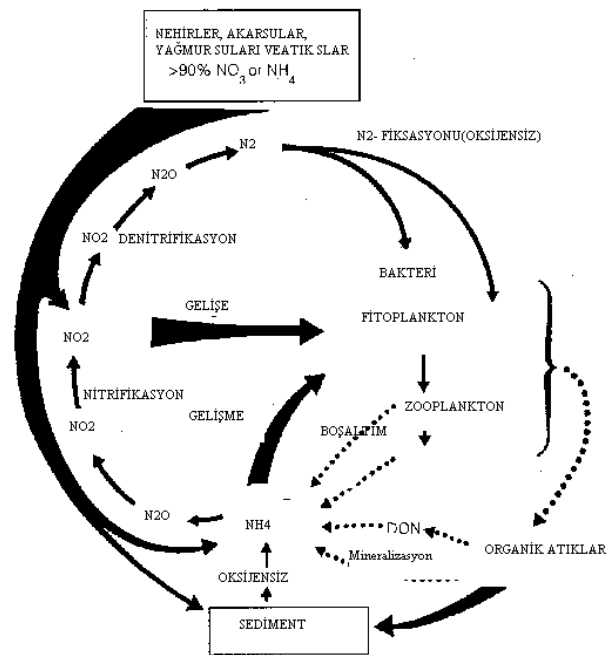 NEHİRLER, AKARSULAR,
YAĞMUR SULARI VEATIK SLAR
>90% NO3 or NH4
N2- FİKSASYONU(OKSİJENSİZ)
N2
N2O
NO2 DENİTRİFİKASYON
BAKTERİ
GELİŞE
FİTOPLANKTON
NO2
NİTRİFİKASYON
ZOOPLANKTON
GELİŞME
NO2
BOŞALTIM
N2O
NH4
DON
ORGANİK ATIKLAR
Mineralizasyon
OKSİJENSİZ
SEDİMENT